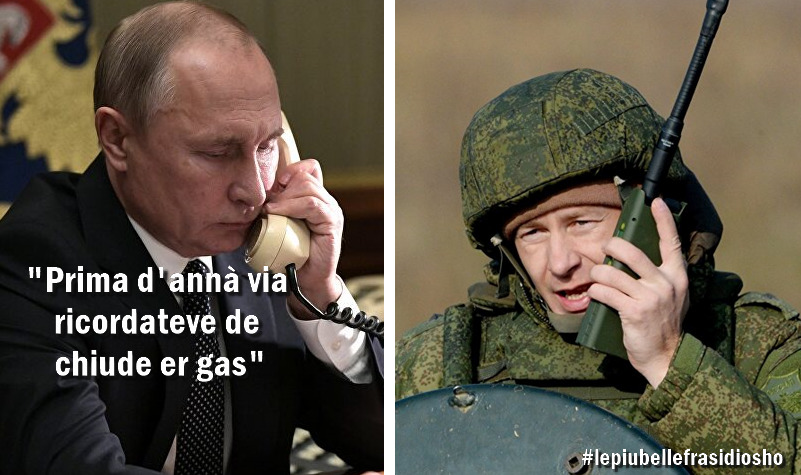 "Prima d'annà via
ricordateve de
chiude er gas"
#lepiubellefrasidiosho